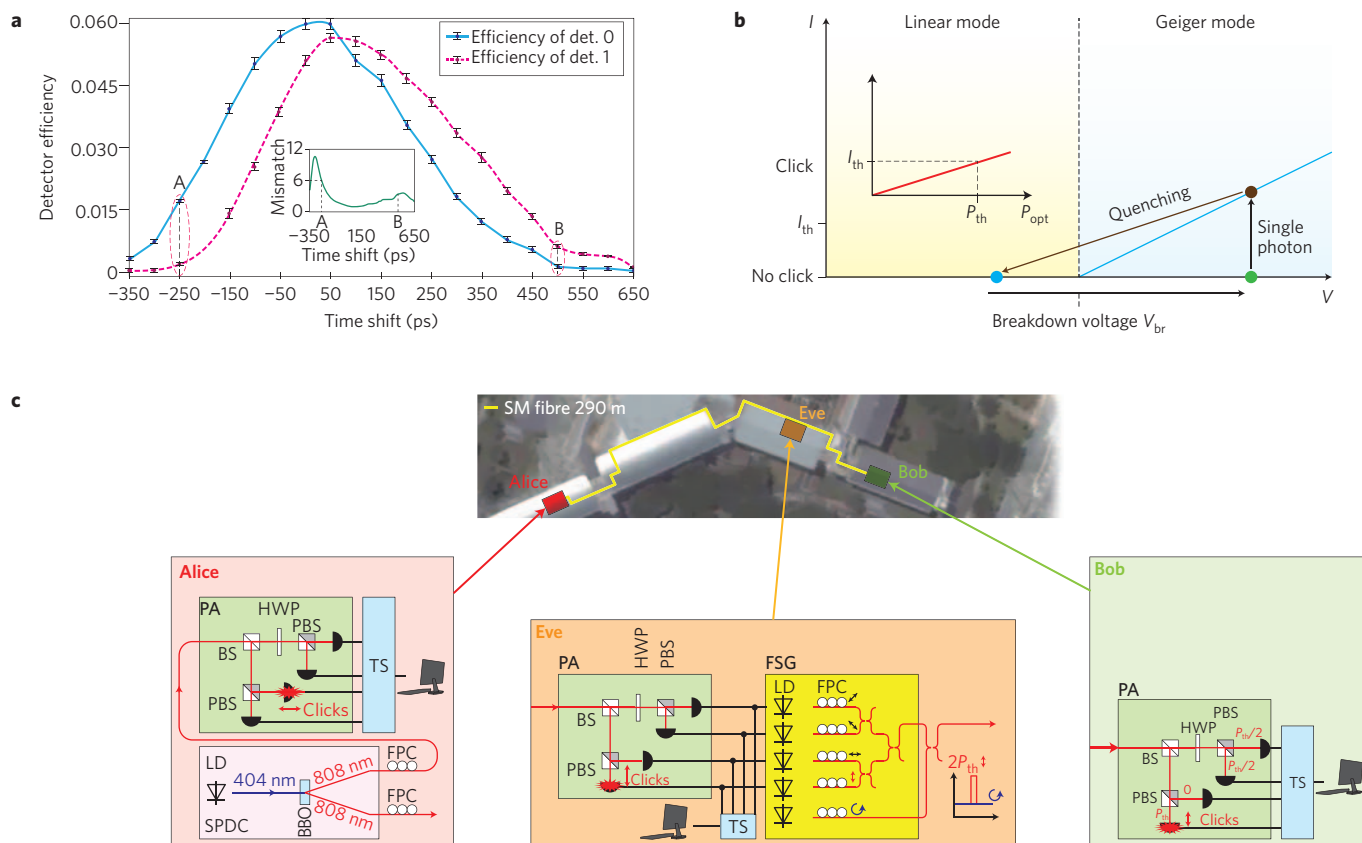 a
0.060
0.045
0.030
0.015
0
Detector efficiency
Efficiency of det. 0
Efficiency of det. 1
A
B
Mismatch
12
6
0
A
B
−350 150 650
Time shift (ps)
−350 −250 −150 −50 50 150 250 350 450 550 650
Time shift (ps)
b
I
Linear mode
Geiger mode
Click
I_th
No click
I_th
P_th
P_opt
Quenching
Single
photon
V
Breakdown voltage V_br
c
SM fibre 290 m
Eve
Bob
Alice
Alice
PA
HWP
PBS
BS
TS
PBS
Clicks
LD
404 nm
808 nm
808 nm
FPC
FPC
SPDC
BBO
Eve
PA
HWP
PBS
FSG
LD
FPC
BS
PBS
Clicks
TS
2P_th
Bob
PA
PBS
HWP
P_th/2
BS
P_th/2
TS
PBS
0
P_th
Clicks